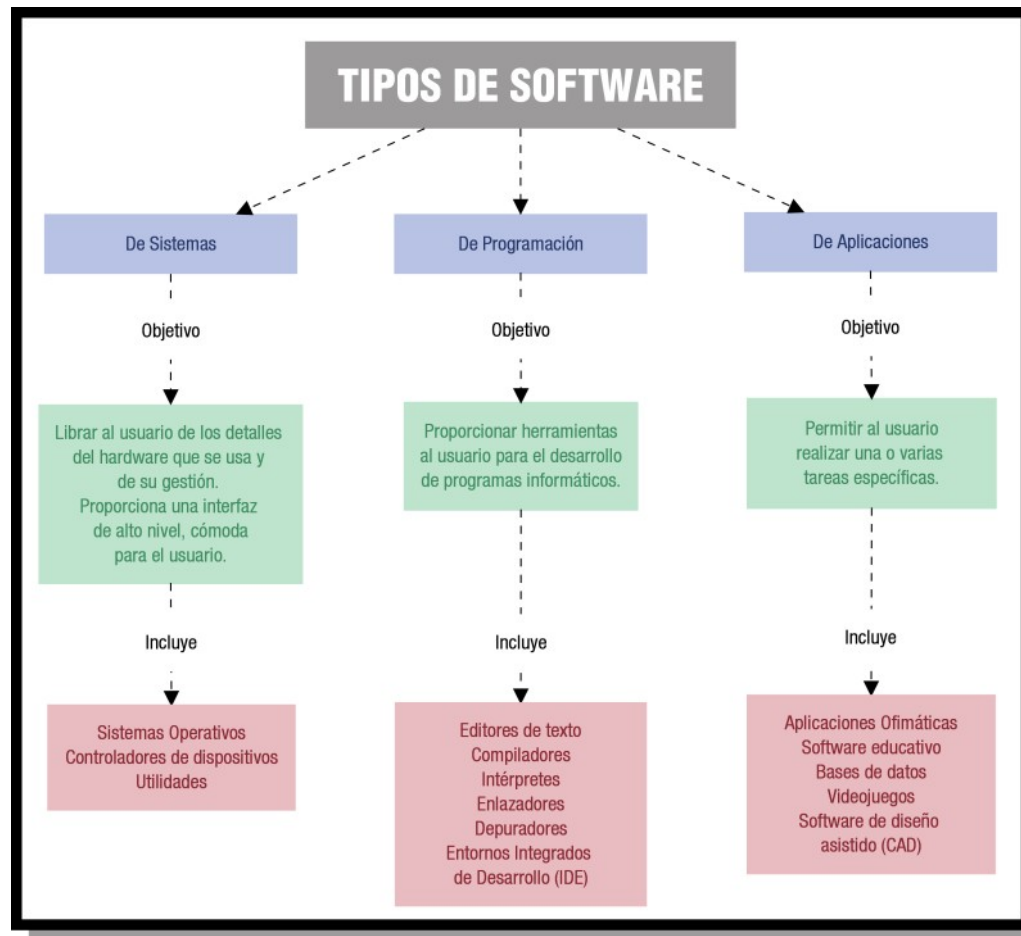 TIPOS DE SOFTWARE
De Sistemas
Objetivo
Librar al usuario de los detalles
del hardware que se usa y
de su gestión.
Proporciona una interfaz
de alto nivel, cómoda
para el usuario.
Incluye
Sistemas Operativos
Controladores de dispositivos
Utilidades
De Programación
Objetivo
Proporcionar herramientas
al usuario para el desarrollo
de programas informáticos.
Incluye
Editores de texto
Compiladores
Intérpretes
Enlazadores
Depuradores
Entornos Integrados
de Desarrollo (IDE)
De Aplicaciones
Objetivo
Permitir al usuario
realizar una o varias
tareas específicas.
Incluye
Aplicaciones Ofimáticas
Software educativo
Bases de datos
Videojuegos
Software de diseño
asistido (CAD)